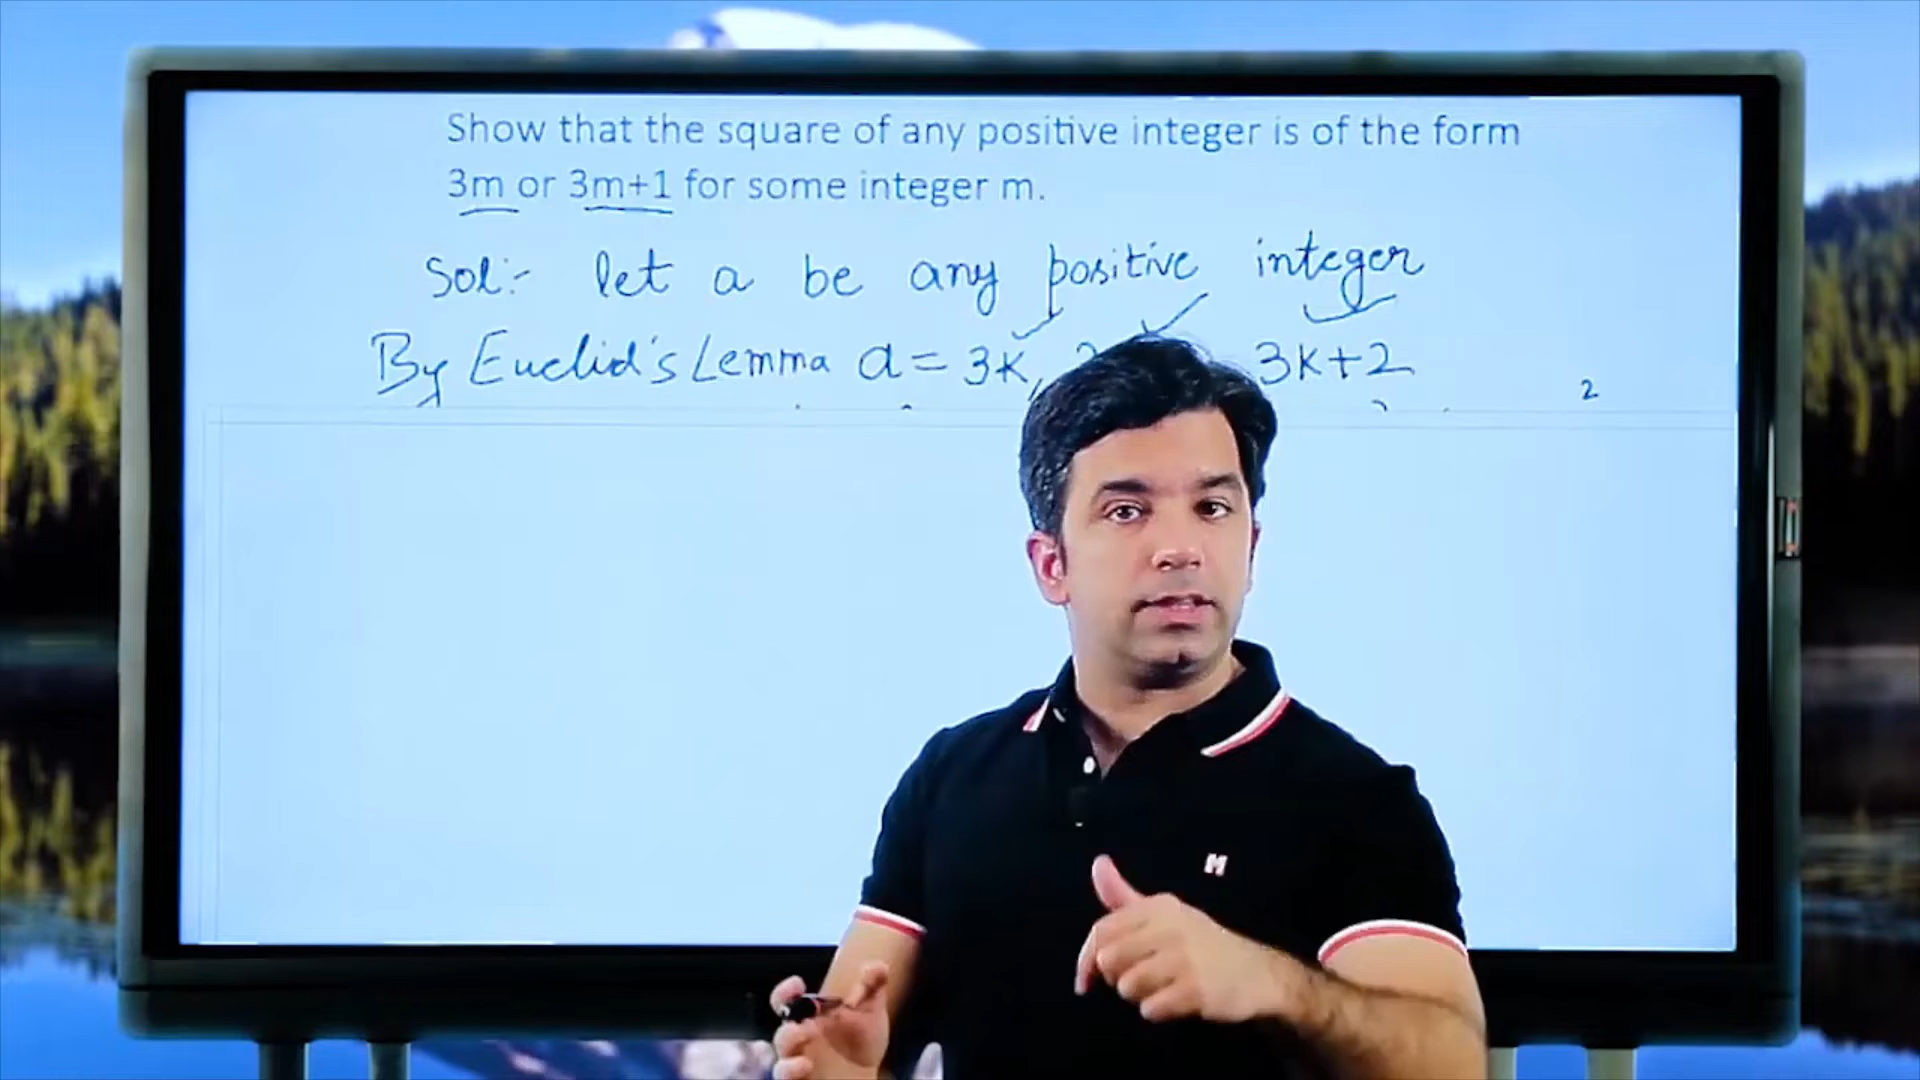 Show that the square of any positive integer is of the form
3m or 3m+1 for some integer m.
Sol:- let a be any positive integer
By Euclid's Lemma a = 3K, 3K+2
2
M